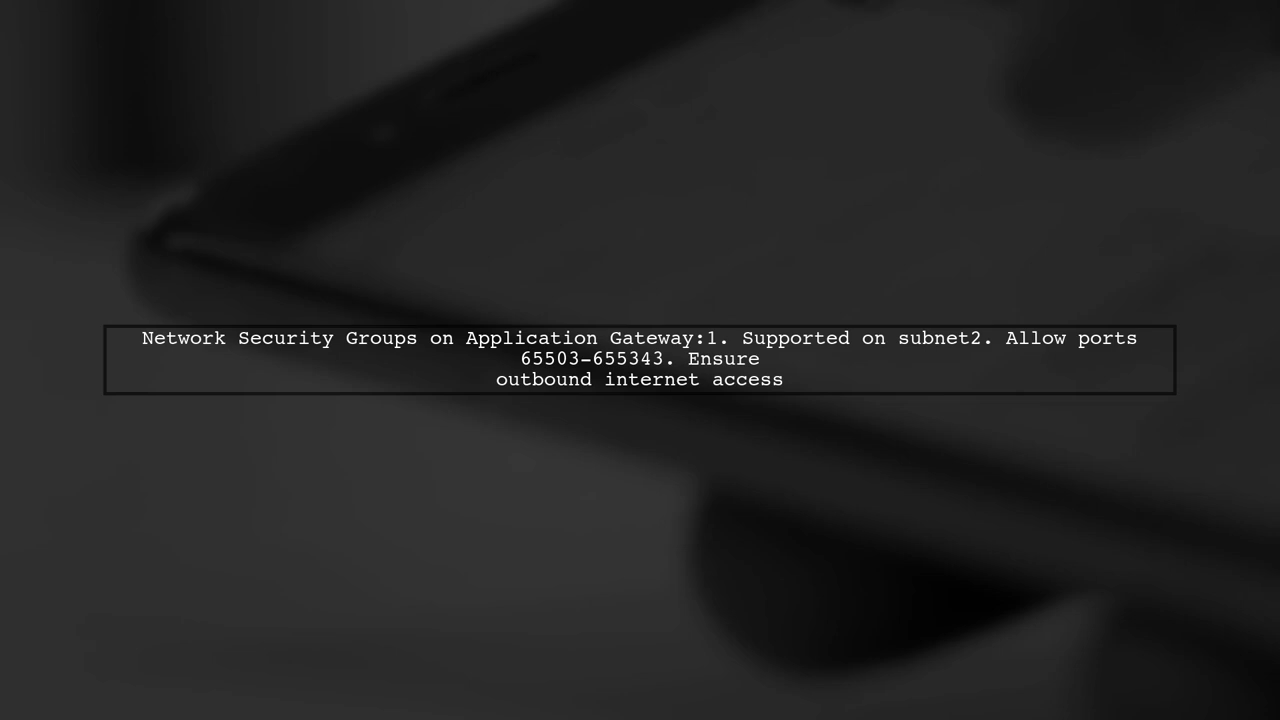 Network Security Groups on Application Gateway:1. Supported on subnet2. Allow ports
65503-655343. Ensure
outbound internet access